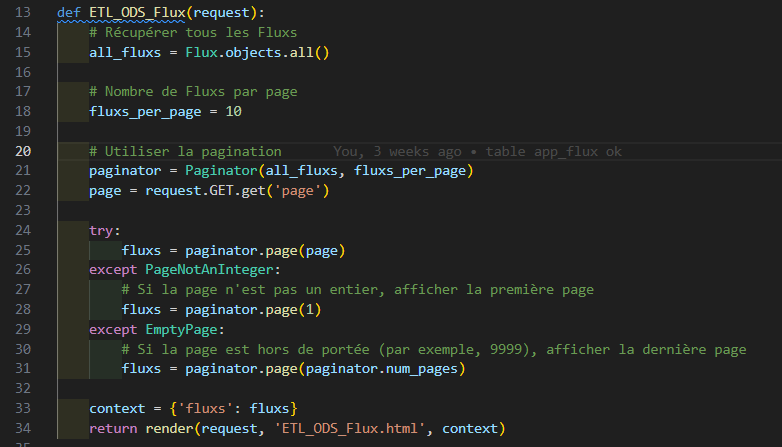 13 def ETL_ODS_Flux(request):
14     # Récupérer tous les Fluxs
15     all_fluxs = Flux.objects.all()
16
17     # Nombre de Fluxs par page
18     fluxs_per_page = 10
19
20     # Utiliser la pagination     You, 3 weeks ago • table app_flux ok
21     paginator = Paginator(all_fluxs, fluxs_per_page)
22     page = request.GET.get('page')
23
24     try:
25         fluxs = paginator.page(page)
26     except PageNotAnInteger:
27         # Si la page n'est pas un entier, afficher la première page
28         fluxs = paginator.page(1)
29     except EmptyPage:
30         # Si la page est hors de portée (par exemple, 9999), afficher la dernière page
31         fluxs = paginator.page(paginator.num_pages)
32
33     context = {'fluxs': fluxs}
34     return render(request, 'ETL_ODS_Flux.html', context)